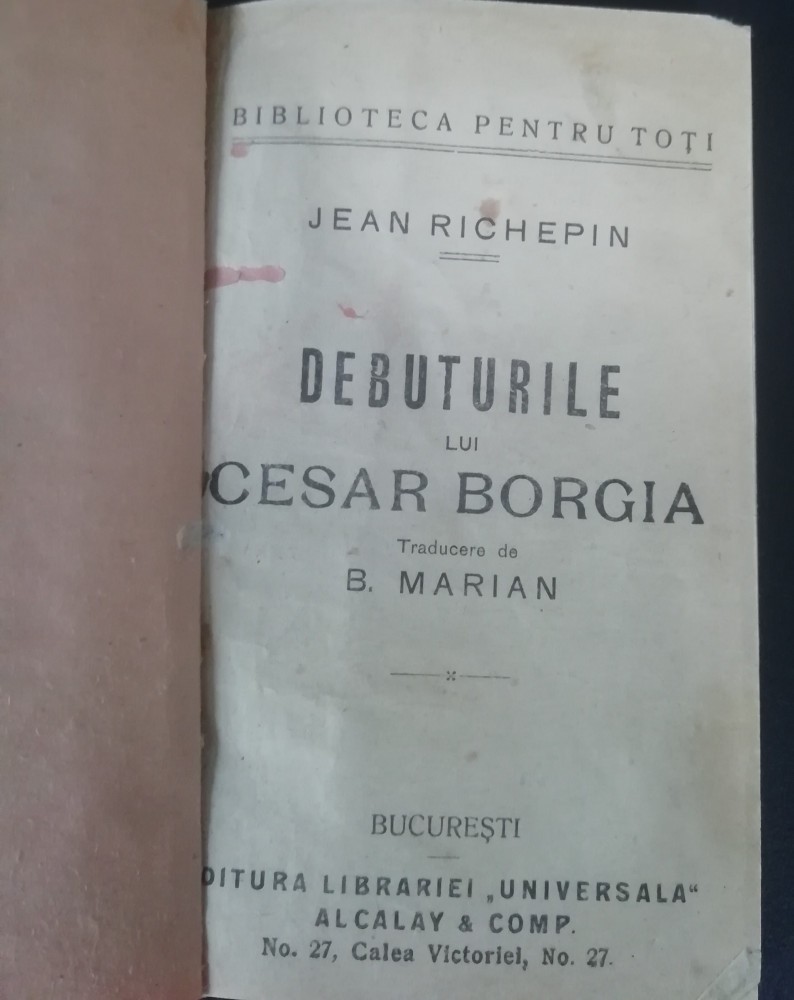 BIBLIOTECA PENTRU TOȚI
JEAN RICHEPIN
DEBUTURILE
LUI
CESAR BORGIA
Traducere de
B. MARIAN
BUCUREȘTI
DITURA LIBRARIEI „UNIVERSALA“
ALCALAY & COMP.
No. 27, Calea Victoriei, No. 27.